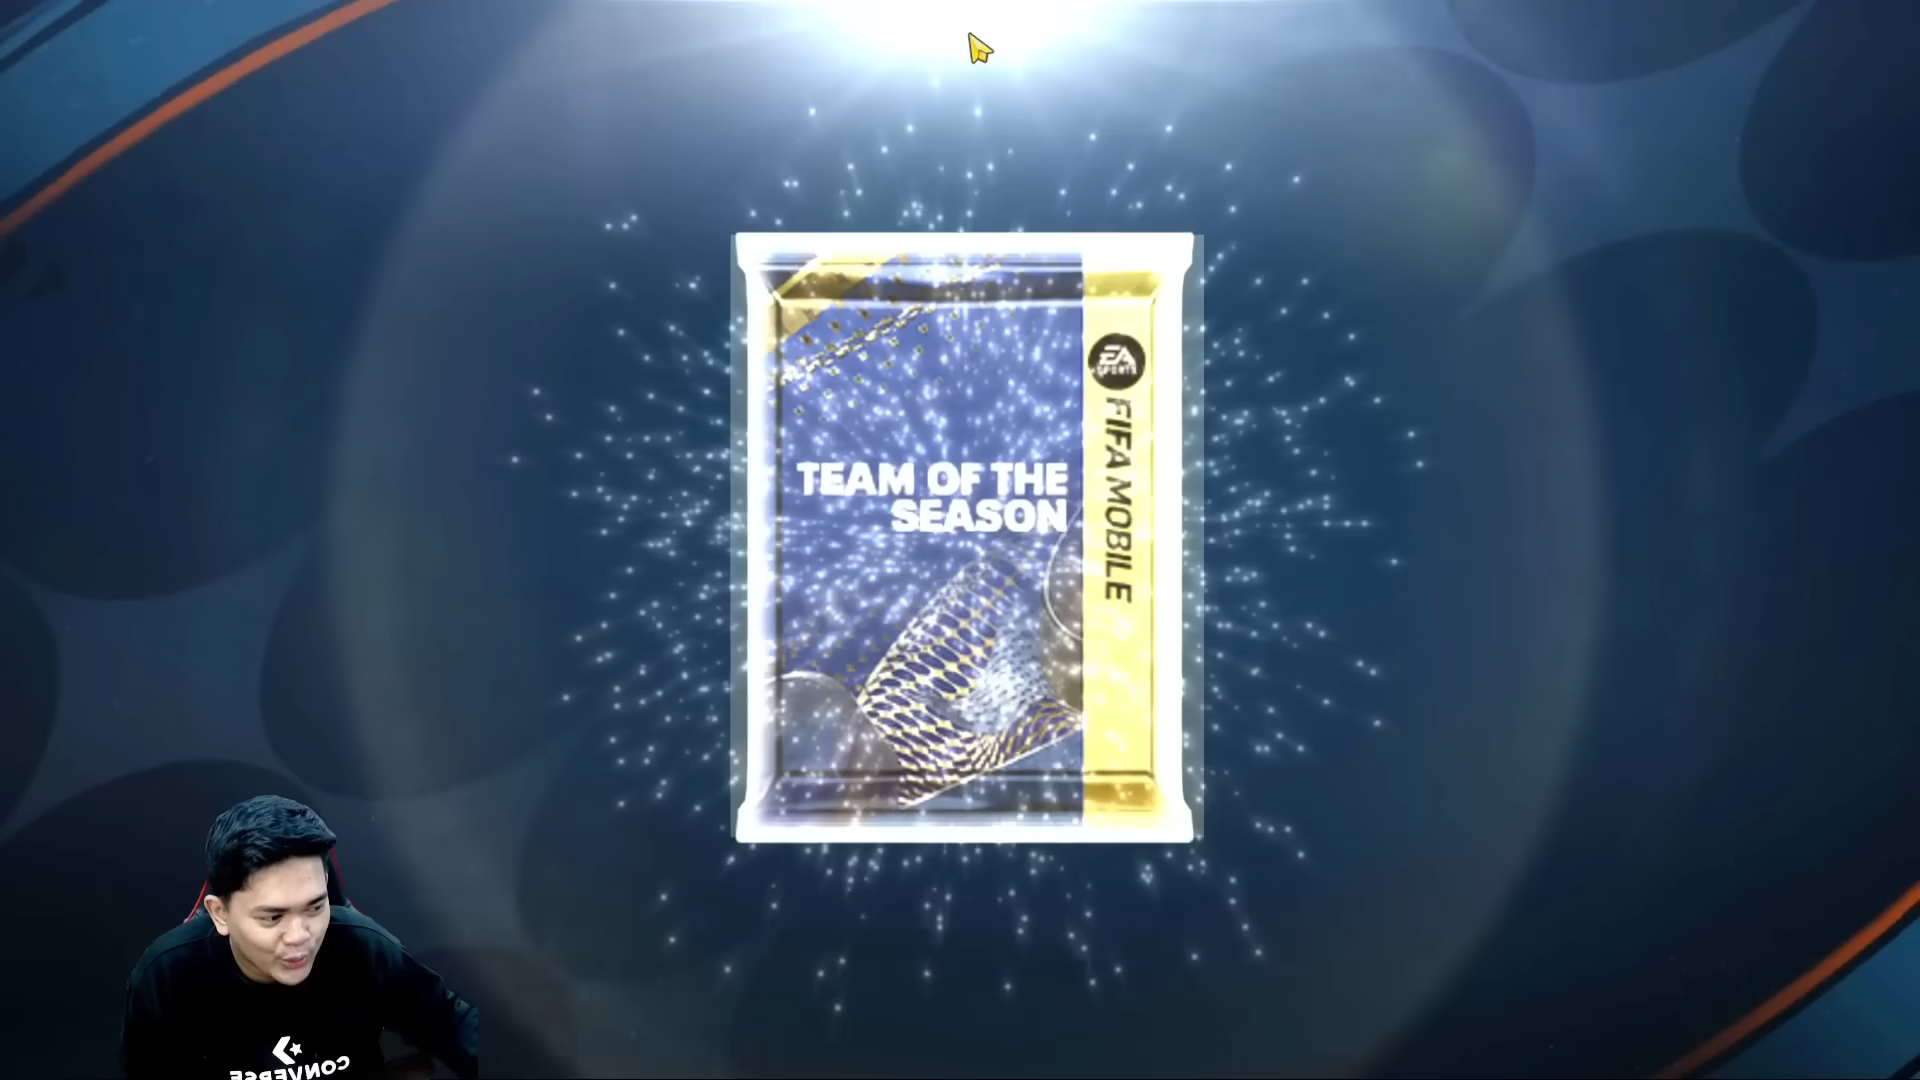 TEAM OF THE
SEASON
EA
SPORTS
FIFA MOBILE
CONVERSE